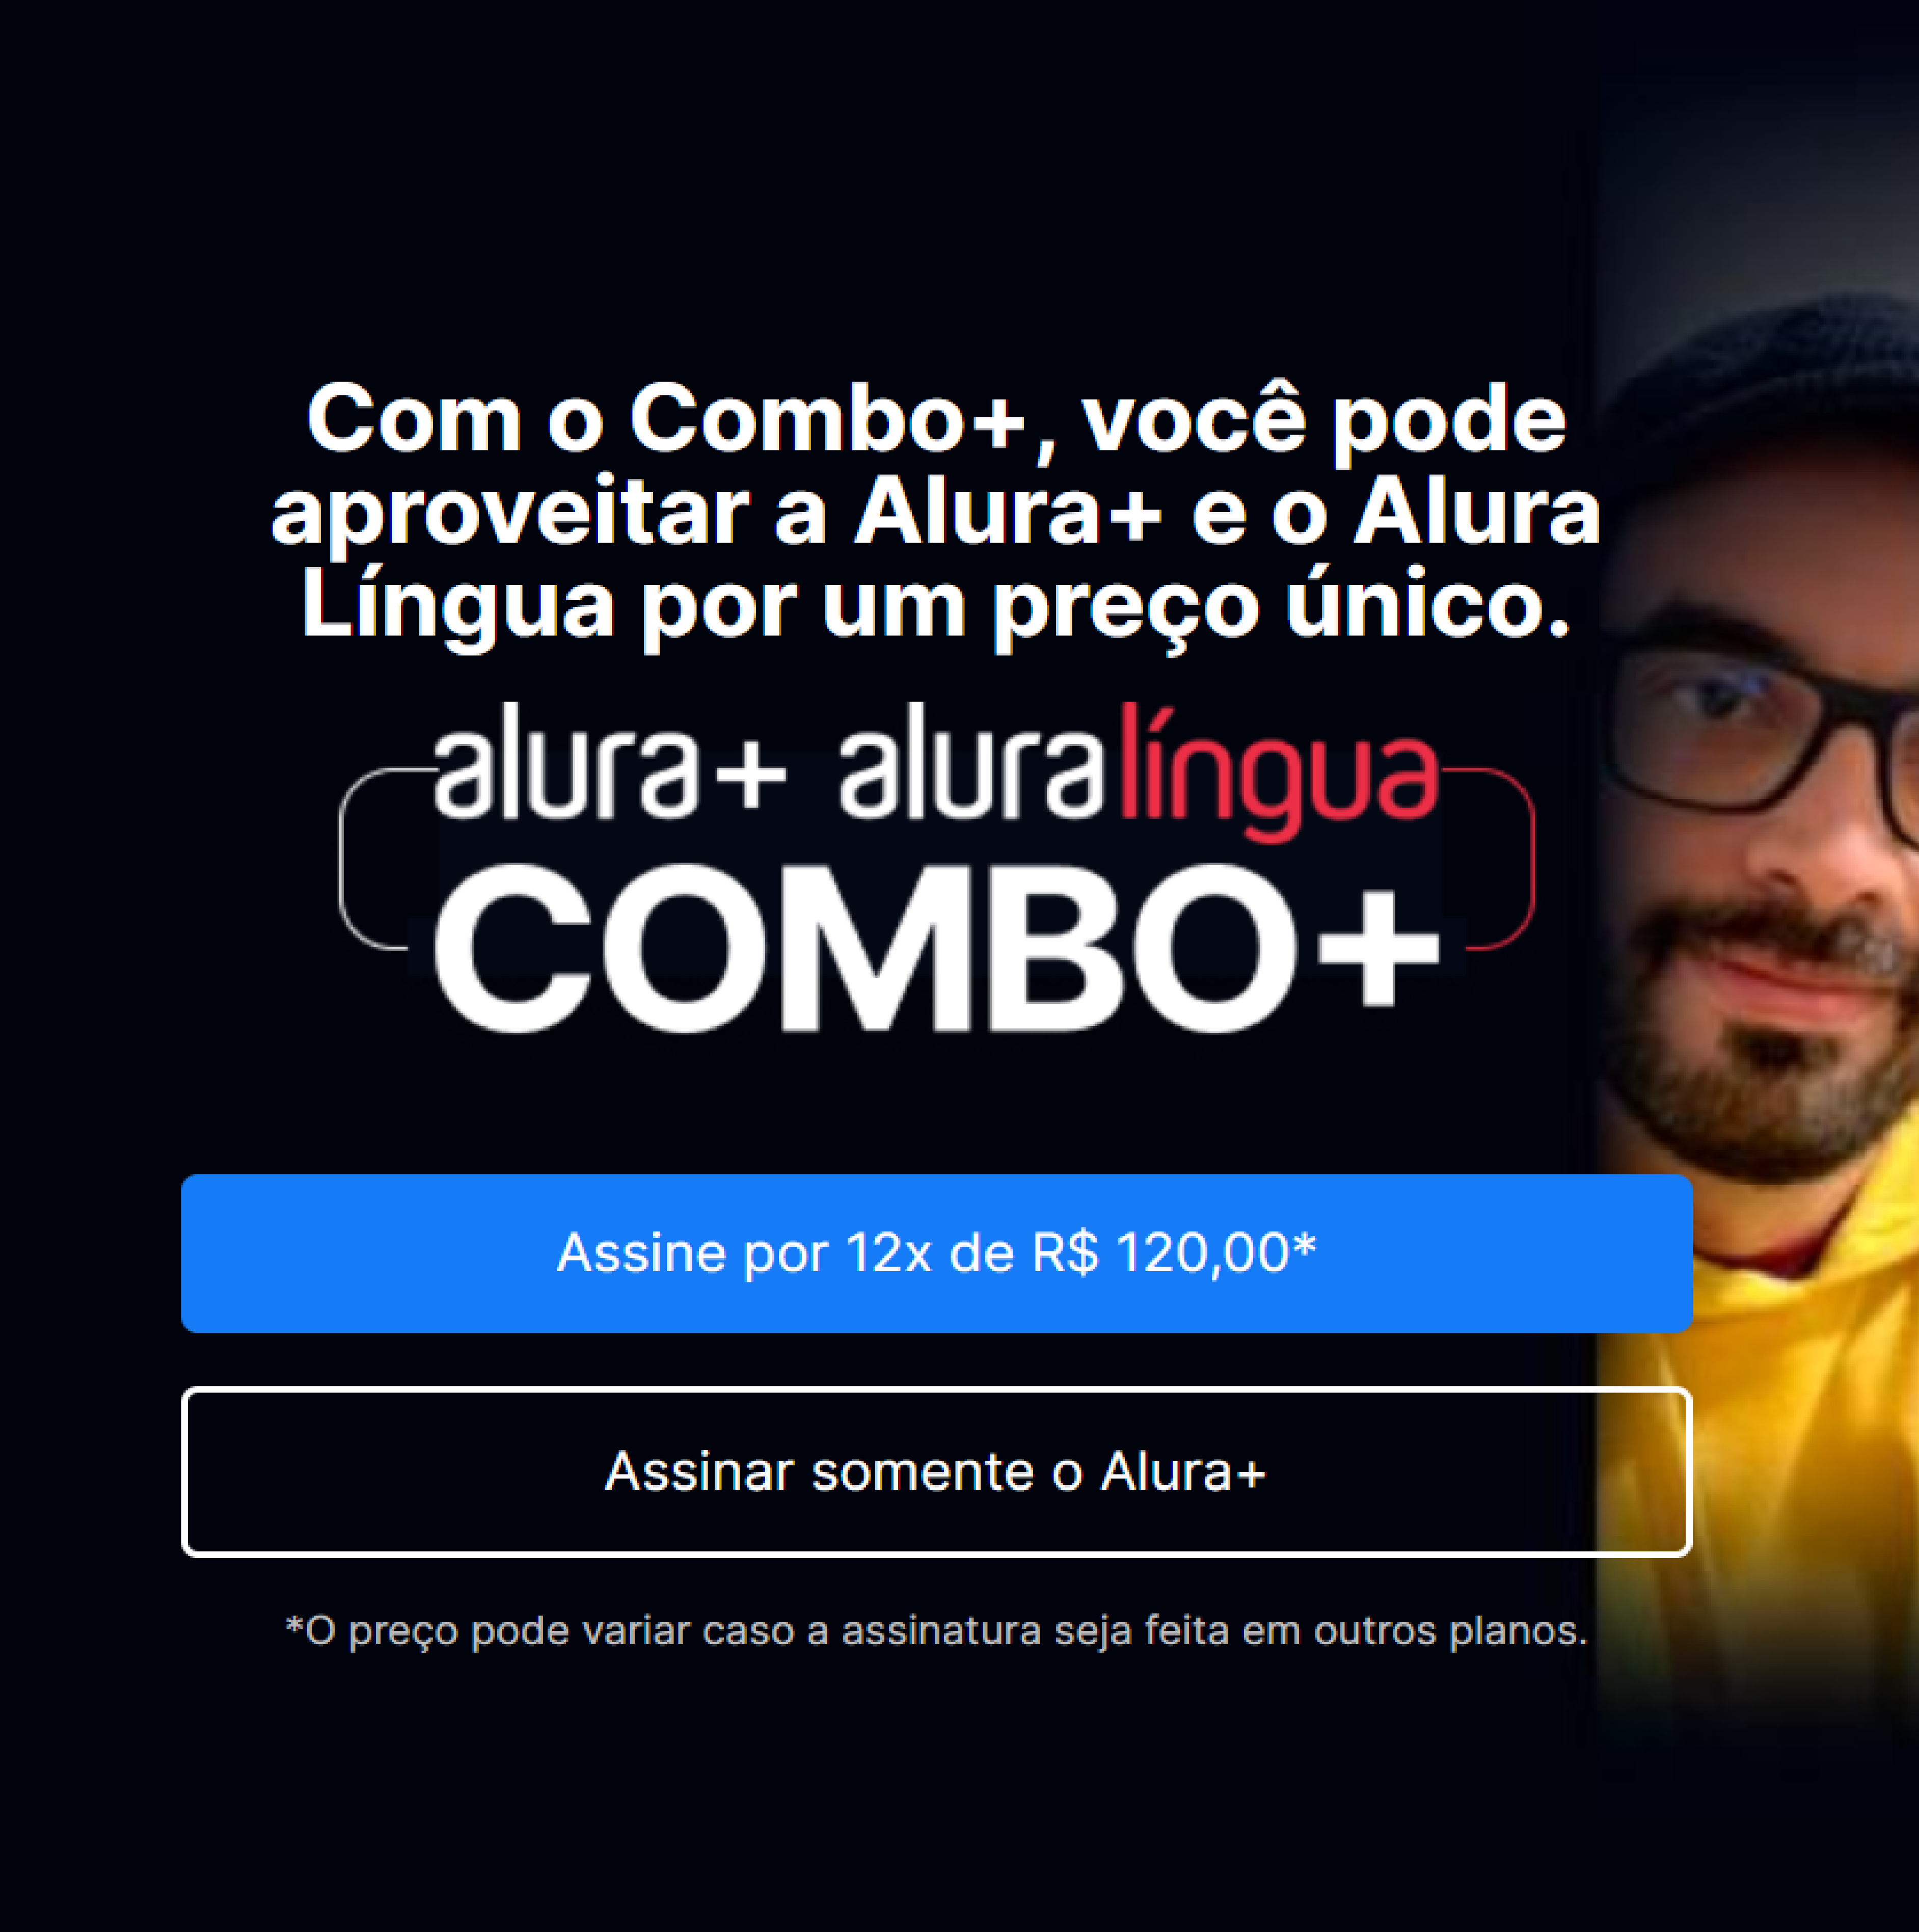 Com o Combo+, você pode
aproveitar a Alura+ e o Alura
Língua por um preço único.
alura+ aluralíngua
COMBO+
Assine por 12x de R$ 120,00*
Assinar somente o Alura+
*O preço pode variar caso a assinatura seja feita em outros planos.